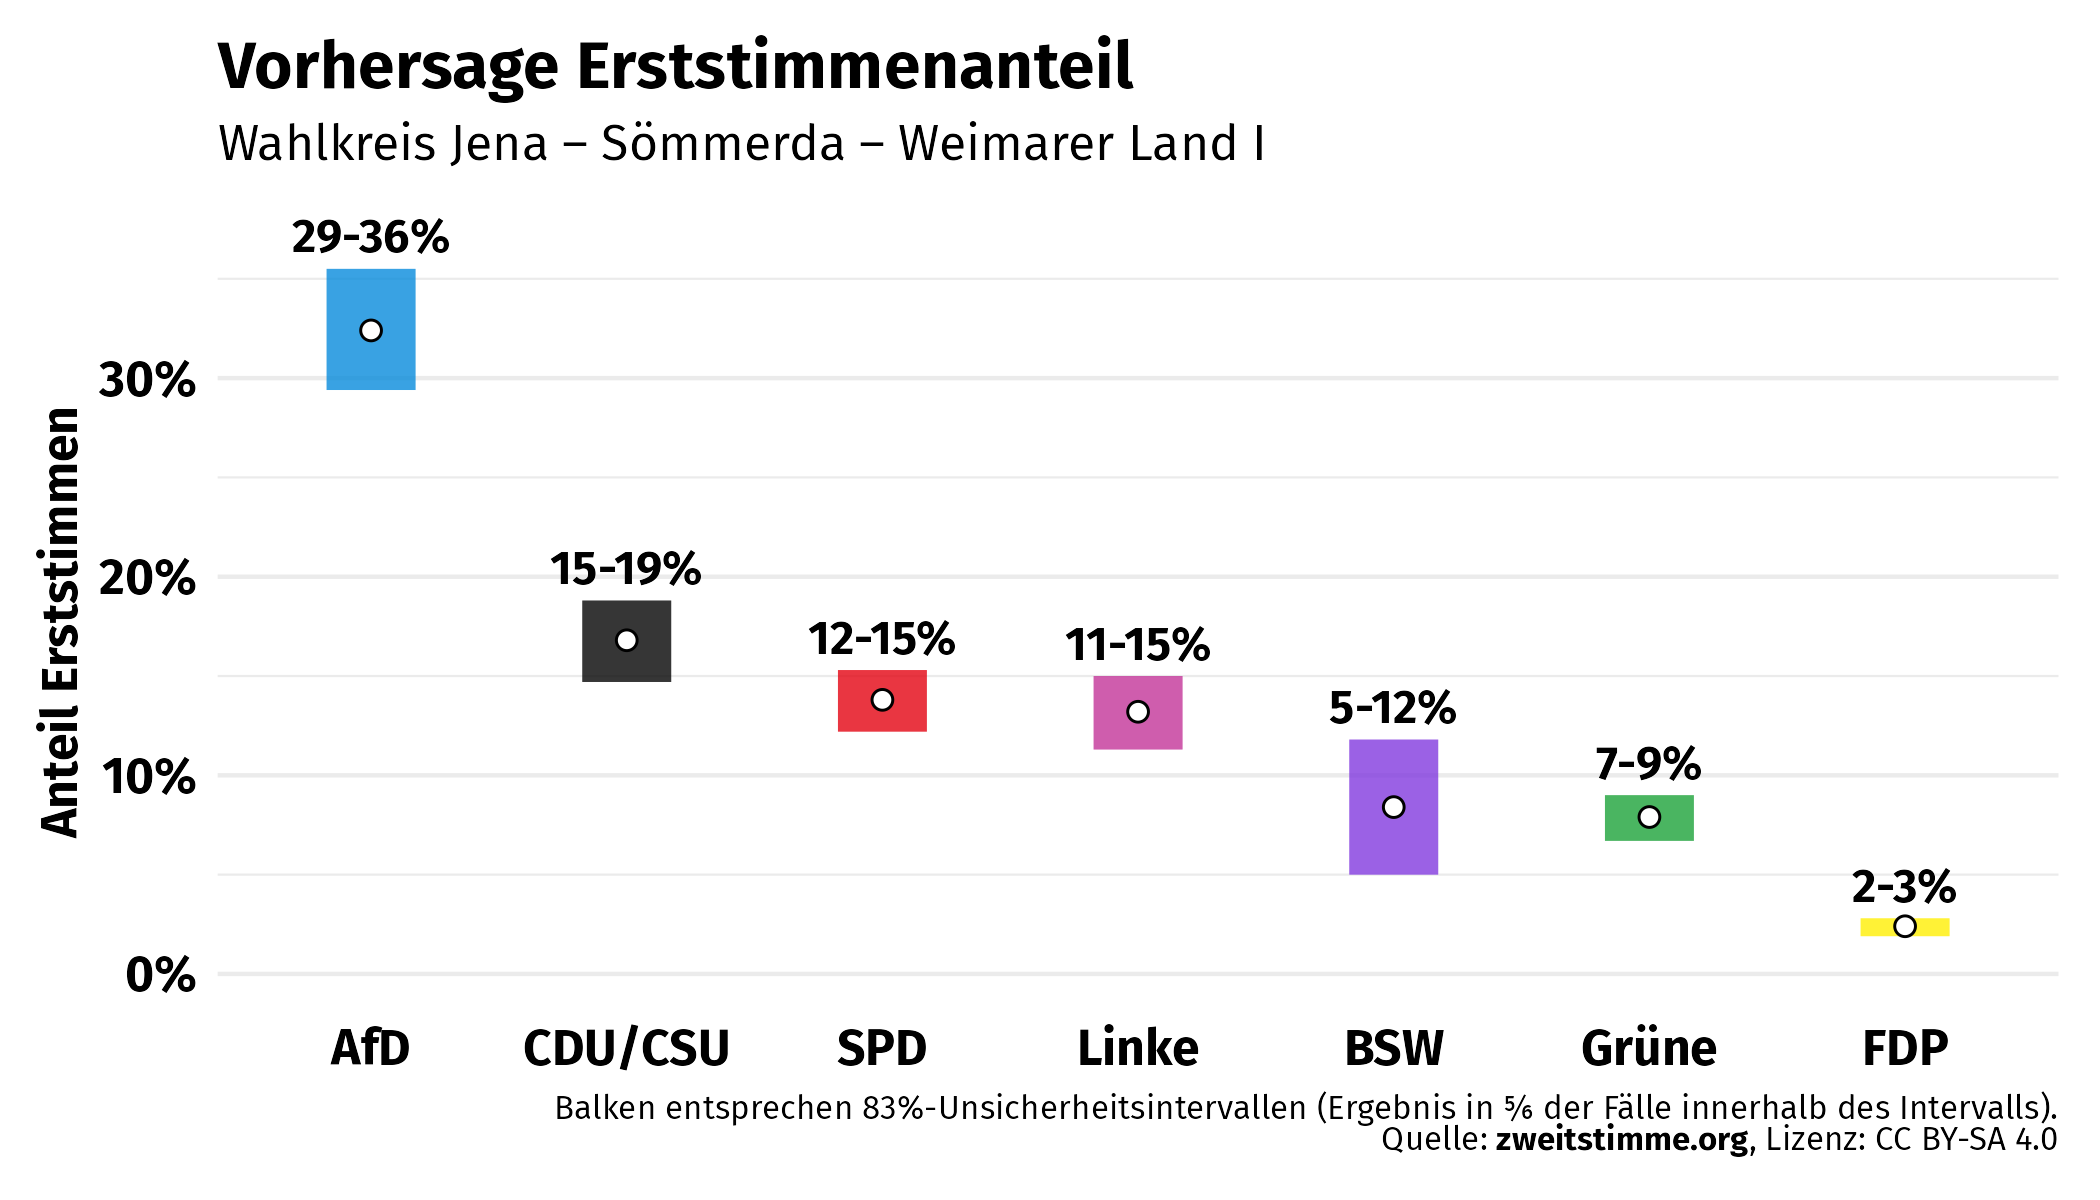 Vorhersage Erststimmenanteil
Wahlkreis Jena – Sömmerda – Weimarer Land I
29-36%
30%
15-19%
20%
12-15%
11-15%
5-12%
7-9%
10%
2-3%
0%
Anteil Erststimmen
AfD CDU/CSU SPD Linke BSW Grüne FDP
Balken entsprechen 83%-Unsicherheitsintervallen (Ergebnis in ⅚ der Fälle innerhalb des Intervalls).
Quelle: zweitstimme.org, Lizenz: CC BY-SA 4.0